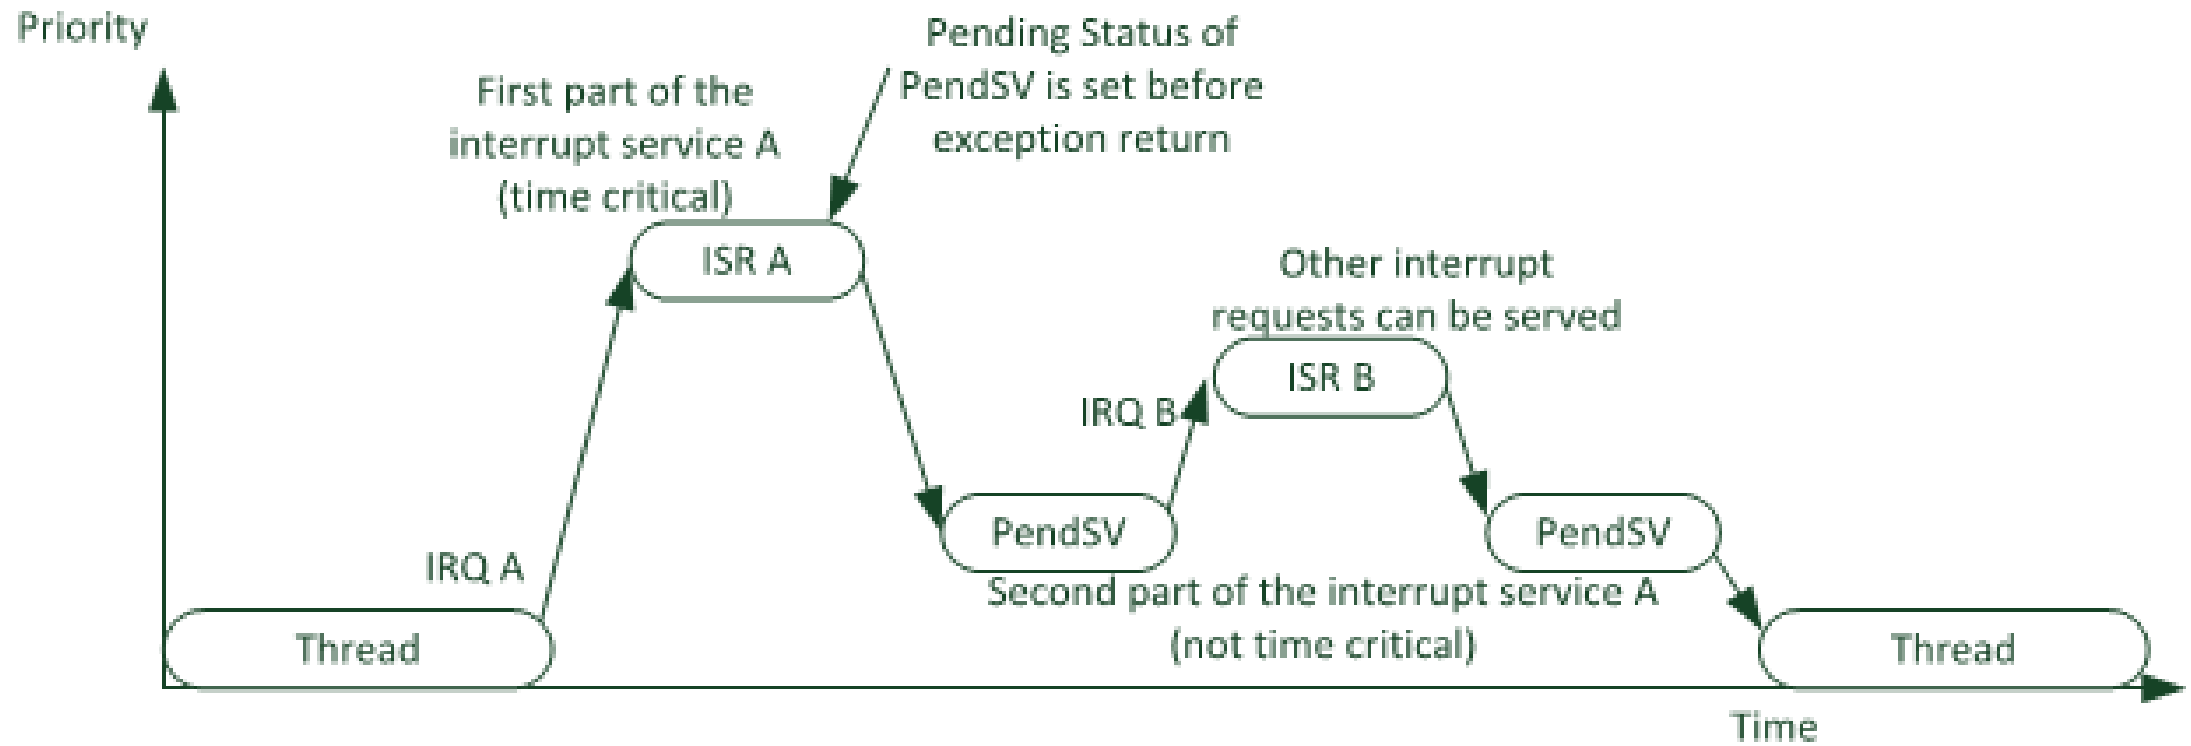 Priority
First part of the
interrupt service A
(time critical)
Pending Status of
PendSV is set before
exception return
ISR A
Other interrupt
requests can be served
ISR B
IRQ B
PendSV
PendSV
IRQ A
Second part of the interrupt service A
(not time critical)
Thread
Thread
Time